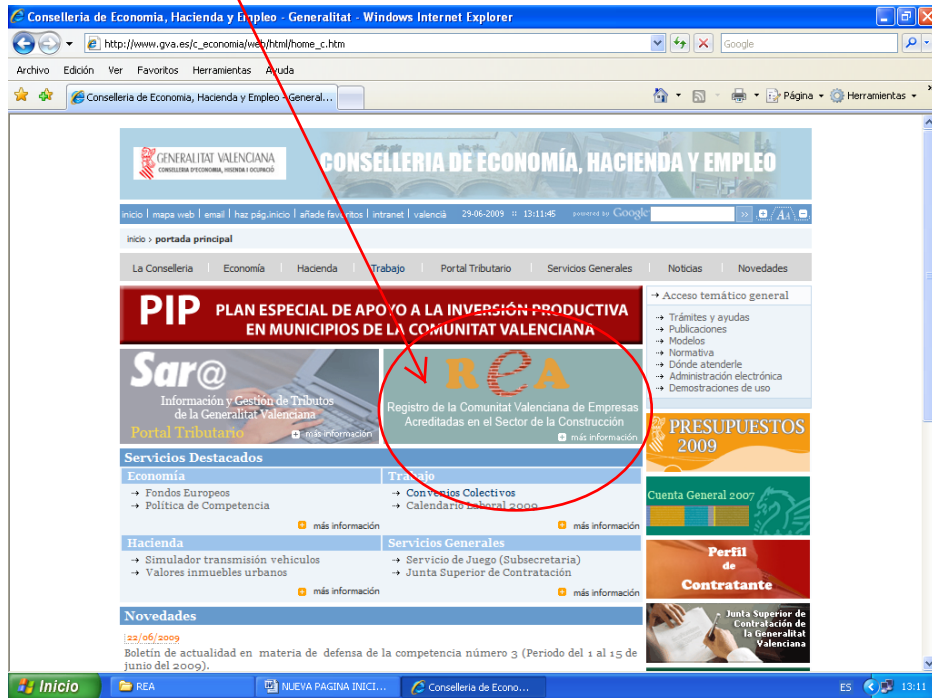 Conselleria de Economia, Hacienda y Empleo - Generalitat - Windows Internet Explorer
http://www.gva.es/c_economia/web/html/home_c.htm
Google
Archivo Edición Ver Favoritos Herramientas Ayuda
Conselleria de Economia, Hacienda y Empleo - General...
Página Herramientas
GENERALITAT VALENCIANA
CONSELLERIA D'ECONOMIA, HISENDA I OCUPACIÓ
CONSELLERIA DE ECONOMÍA, HACIENDA Y EMPLEO
inicio | mapa web | email | haz pág.inicio | añade favoritos | intranet | valencià 29-06-2009 :: 13:11:45 powered by Google
inicio › portada principal
La Conselleria Economía Hacienda Trabajo Portal Tributario Servicios Generales Noticias Novedades
PIP PLAN ESPECIAL DE APOYO A LA INVERSIÓN PRODUCTIVA
EN MUNICIPIOS DE LA COMUNITAT VALENCIANA
Sar@
Información y Gestión de Tributos
de la Generalitat Valenciana
Portal Tributario
más información
ReA
Registro de la Comunitat Valenciana de Empresas
Acreditadas en el Sector de la Construcción
más información
Acceso temático general
Trámites y ayudas
Publicaciones
Modelos
Normativa
Dónde atenderle
Administración electrónica
Demostraciones de uso
PRESUPUESTOS
2009
Servicios Destacados
Economía
Fondos Europeos
Política de Competencia
más información
Trabajo
Convenios Colectivos
Calendario Laboral 2009
más información
Cuenta General 2007
Hacienda
Simulador transmisión vehiculos
Valores inmuebles urbanos
más información
Servicios Generales
Servicio de Juego (Subsecretaria)
Junta Superior de Contratación
más información
Perfil
de
Contratante
Junta Superior de
Contratación de
la Generalitat
Valenciana
Novedades
22/06/2009
Boletín de actualidad en materia de defensa de la competencia número 3 (Periodo del 1 al 15 de
junio del 2009).
Inicio REA NUEVA PAGINA INICI... Conselleria de Econo... ES 13:11